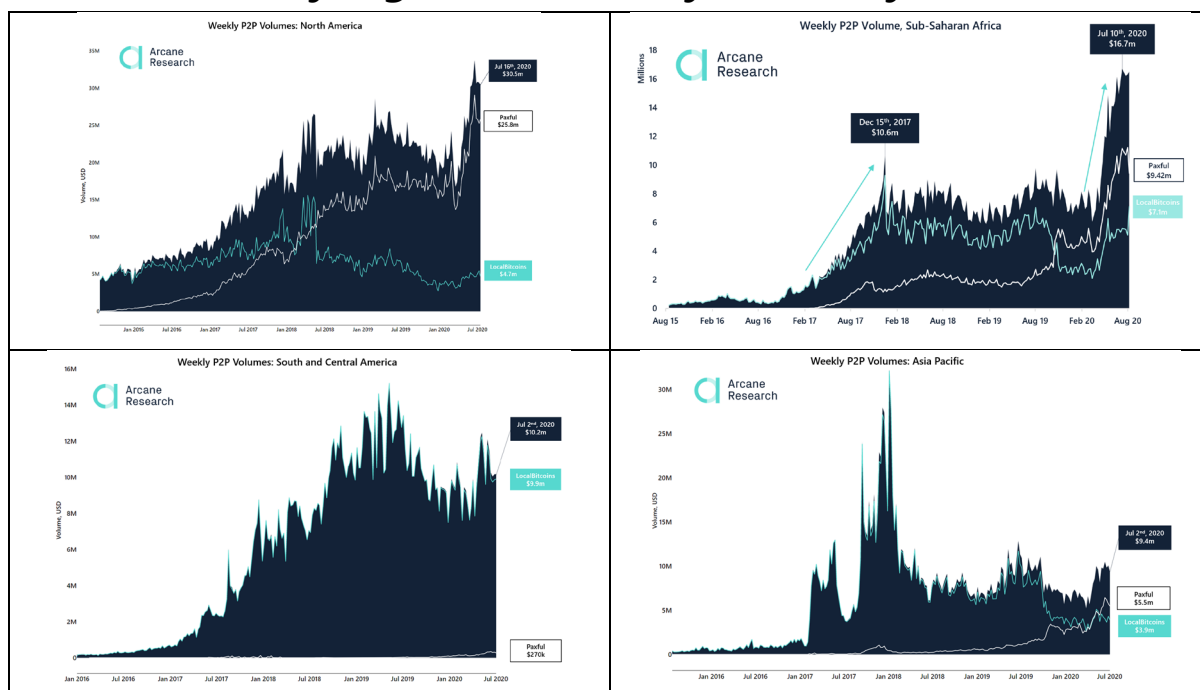 Weekly P2P Volumes: North America
Arcane
Research
35M
30M
25M
20M
15M
10M
5M
0
Volume, USD
Jul 16th, 2020
$30.5m
Paxful
$25.8m
LocalBitcoins
$4.7m
Jan 2016 Jul 2016 Jan 2017 Jul 2017 Jan 2018 Jul 2018 Jan 2019 Jul 2019 Jan 2020 Jul 2020
Weekly P2P Volume, Sub-Saharan Africa
Arcane
Research
Millions
18
16
14
12
10
8
6
4
2
0
Jul 10th, 2020
$16.7m
Dec 15th, 2017
$10.6m
Paxful
$9.42m
LocalBitcoins
Aug 15 Feb 16 Aug 16 Feb 17 Aug 17 Feb 18 Aug 18 Feb 19 Aug 19 Feb 20 Aug 20
Weekly P2P Volumes: South and Central America
Arcane
Research
16M
14M
12M
10M
8M
6M
4M
2M
0
Volume, USD
Jul 2nd, 2020
$10.2m
LocalBitcoins
$9.9m
Paxful
$270k
Jan 2016 Jul 2016 Jan 2017 Jul 2017 Jan 2018 Jul 2018 Jan 2019 Jul 2019 Jan 2020 Jul 2020
Weekly P2P Volumes: Asia Pacific
Arcane
Research
30M
25M
20M
15M
10M
5M
0
Volume, USD
Jul 2nd, 2020
$9.4m
Paxful
$5.5m
LocalBitcoins
$3.9m
Jan 2016 Jul 2016 Jan 2017 Jul 2017 Jan 2018 Jul 2018 Jan 2019 Jul 2019 Jan 2020 Jul 2020